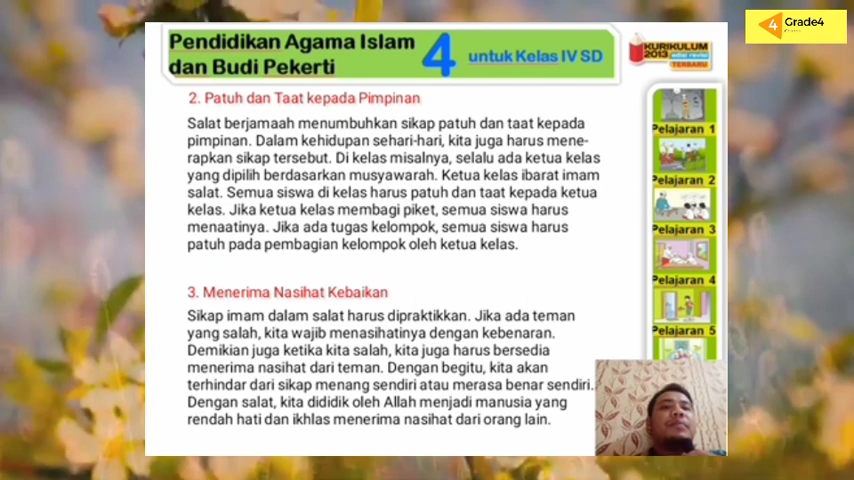 4 Grade4
Pendidikan Agama Islam
dan Budi Pekerti
4
untuk Kelas IV SD
KURIKULUM
2013
TERBARU
2. Patuh dan Taat kepada Pimpinan
Salat berjamaah menumbuhkan sikap patuh dan taat kepada
pimpinan. Dalam kehidupan sehari-hari, kita juga harus mene-
rapkan sikap tersebut. Di kelas misalnya, selalu ada ketua kelas
yang dipilih berdasarkan musyawarah. Ketua kelas ibarat imam
salat. Semua siswa di kelas harus patuh dan taat kepada ketua
kelas. Jika ketua kelas membagi piket, semua siswa harus
menaatinya. Jika ada tugas kelompok, semua siswa harus
patuh pada pembagian kelompok oleh ketua kelas.
3. Menerima Nasihat Kebaikan
Sikap imam dalam salat harus dipraktikkan. Jika ada teman
yang salah, kita wajib menasihatinya dengan kebenaran.
Demikian juga ketika kita salah, kita juga harus bersedia
menerima nasihat dari teman. Dengan begitu, kita akan
terhindar dari sikap menang sendiri atau merasa benar sendiri.
Dengan salat, kita dididik oleh Allah menjadi manusia yang
rendah hati dan ikhlas menerima nasihat dari orang lain.
Pelajaran 1
Pelajaran 2
Pelajaran 3
Pelajaran 4
Pelajaran 5